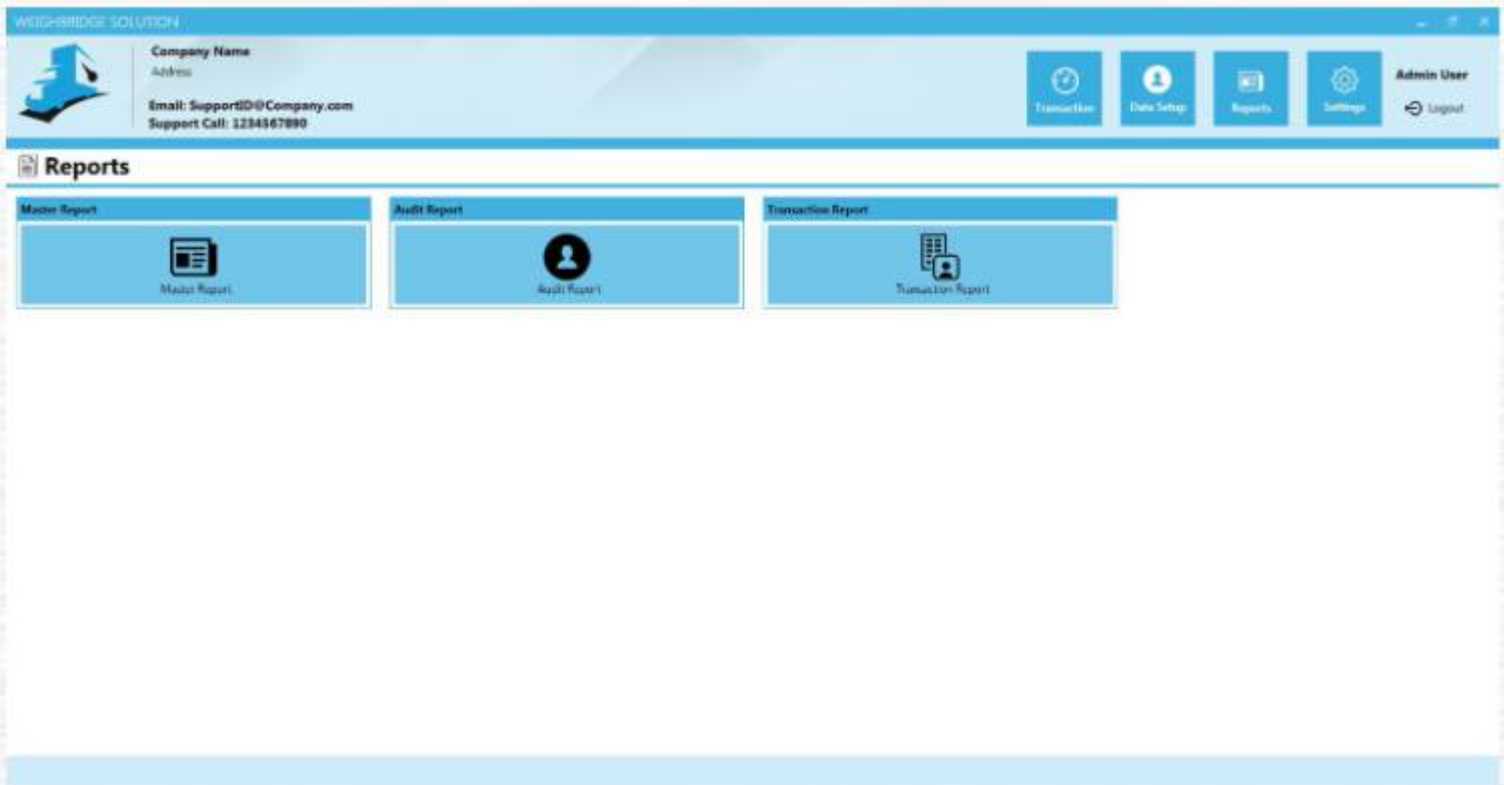 WEIGHBRIDGE SOLUTION
Company Name
Address
Email: SupportID@Company.com
Support Call: 1234567890
Transaction
Data Setup
Reports
Settings
Admin User
Logout
Reports
Master Report
Audit Report
Transaction Report
Master Report
Audit Report
Transaction Report